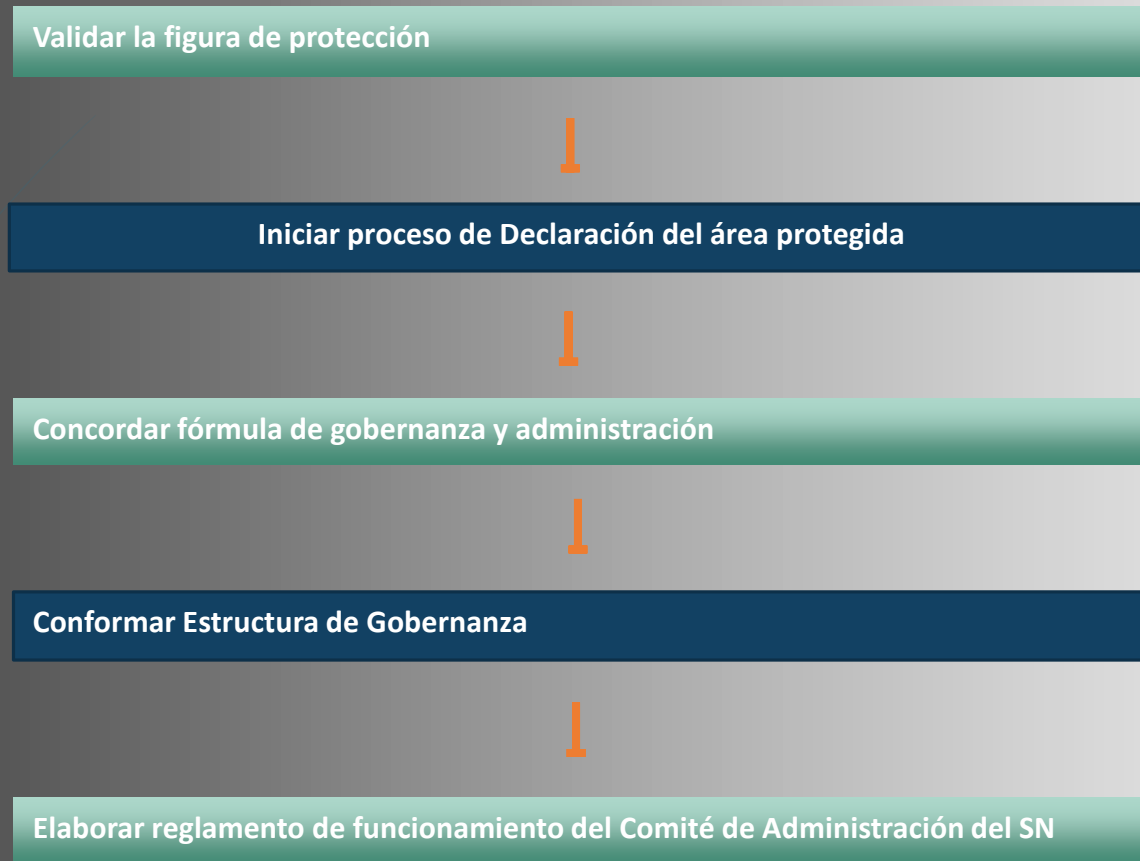 Validar la figura de protección
Iniciar proceso de Declaración del área protegida
Concordar fórmula de gobernanza y administración
Conformar Estructura de Gobernanza
Elaborar reglamento de funcionamiento del Comité de Administración del SN